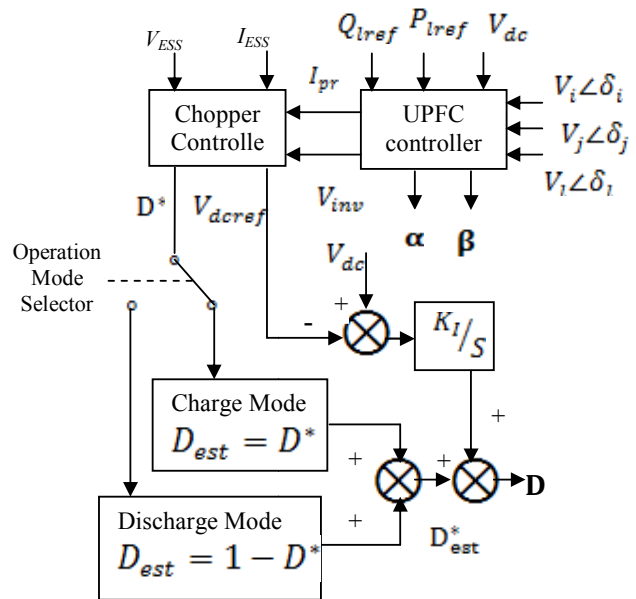 V_ESS I_ESS Q_lref P_lref V_dc
I_pr
Chopper
Controlle
UPFC
controller
V_i∠δ_i
V_j∠δ_j
V_l∠δ_l
D* V_dcref V_inv
α β
Operation
Mode
Selector
V_dc
+
-
K_I/S
+
Charge Mode
D_est = D*
+
+
D
Discharge Mode
D_est = 1 − D*
+
D*_est